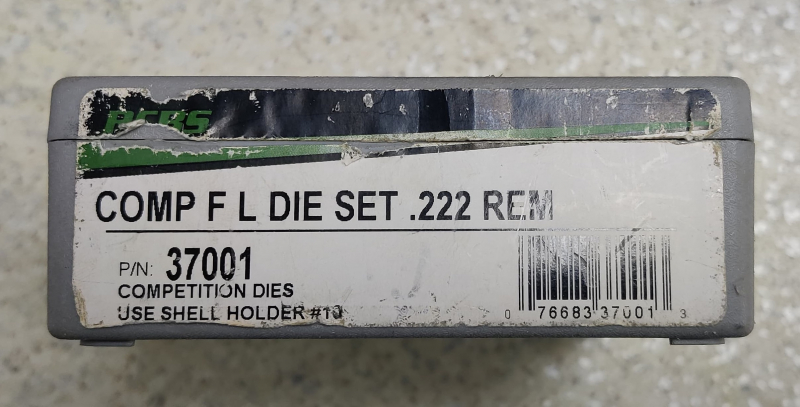 RCBS
COMP F L DIE SET .222 REM
P/N: 37001
COMPETITION DIES
USE SHELL HOLDER #10
0 76683 37001 3